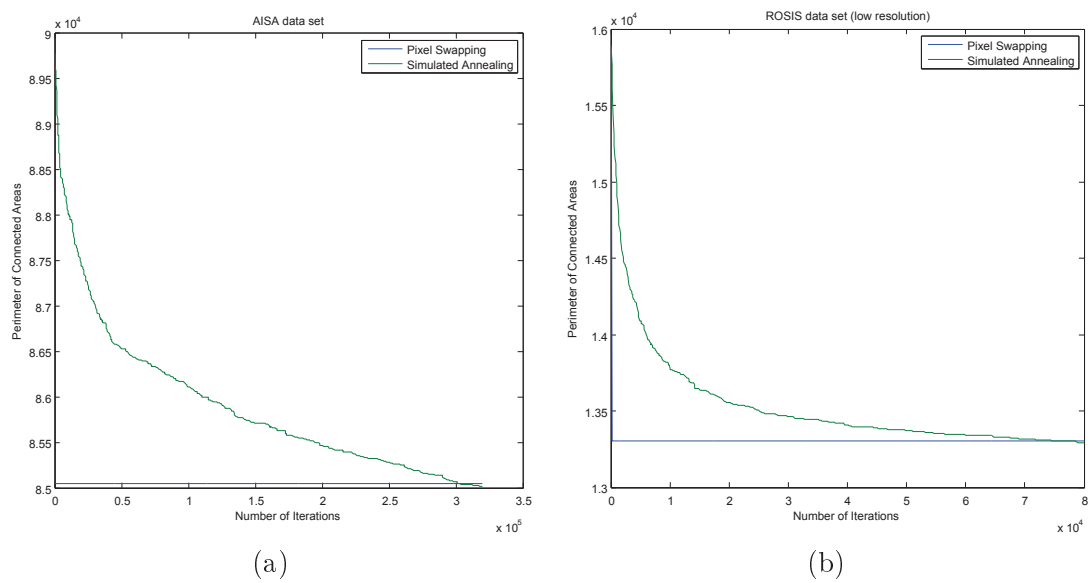 AISA data set
x 10^4
Pixel Swapping
Simulated Annealing
9
8.95
8.9
8.85
8.8
8.75
8.7
8.65
8.6
8.55
8.5
Perimeter of Connected Areas
0 0.5 1 1.5 2 2.5 3 3.5
Number of Iterations
x 10^5
(a)
ROSIS data set (low resolution)
x 10^4
Pixel Swapping
Simulated Annealing
1.6
1.55
1.5
1.45
1.4
1.35
1.3
Perimeter of Connected Areas
0 1 2 3 4 5 6 7 8
Number of Iterations
x 10^4
(b)